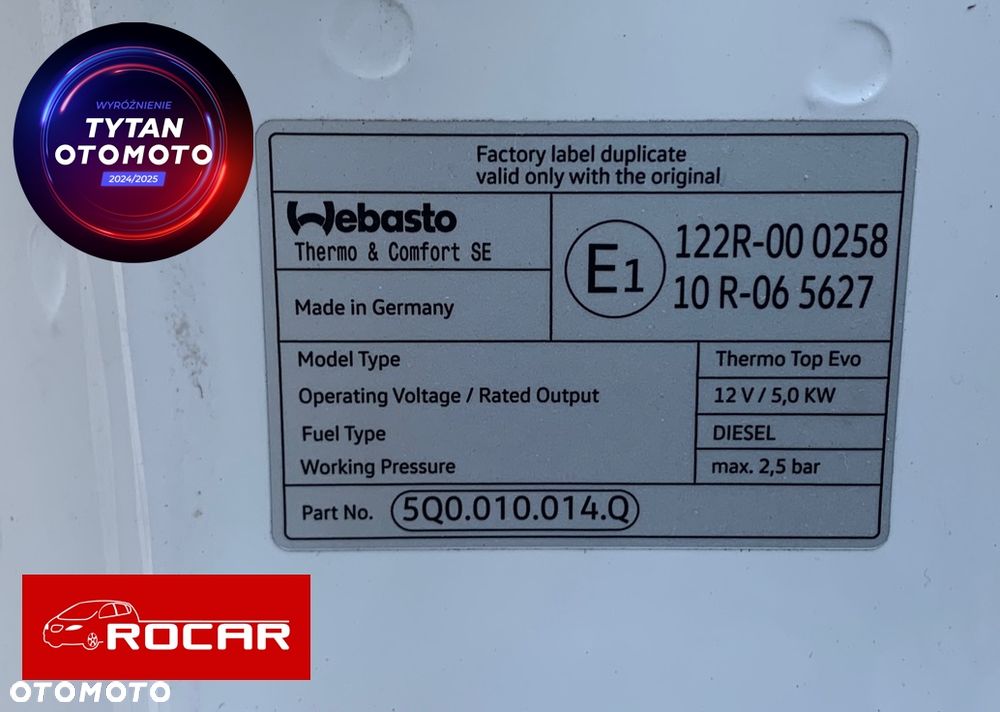 WYRÓŻNIENIE
TYTAN
OTOMOTO
2024/2025
Factory label duplicate
valid only with the original
Webasto
Thermo & Comfort SE
Made in Germany
E1
122R-00 0258
10 R-06 5627
Model Type
Thermo Top Evo
Operating Voltage / Rated Output
12 V / 5,0 KW
Fuel Type
DIESEL
Working Pressure
max. 2,5 bar
Part No.
5Q0.010.014.Q
ROCAR
OTOMOTO